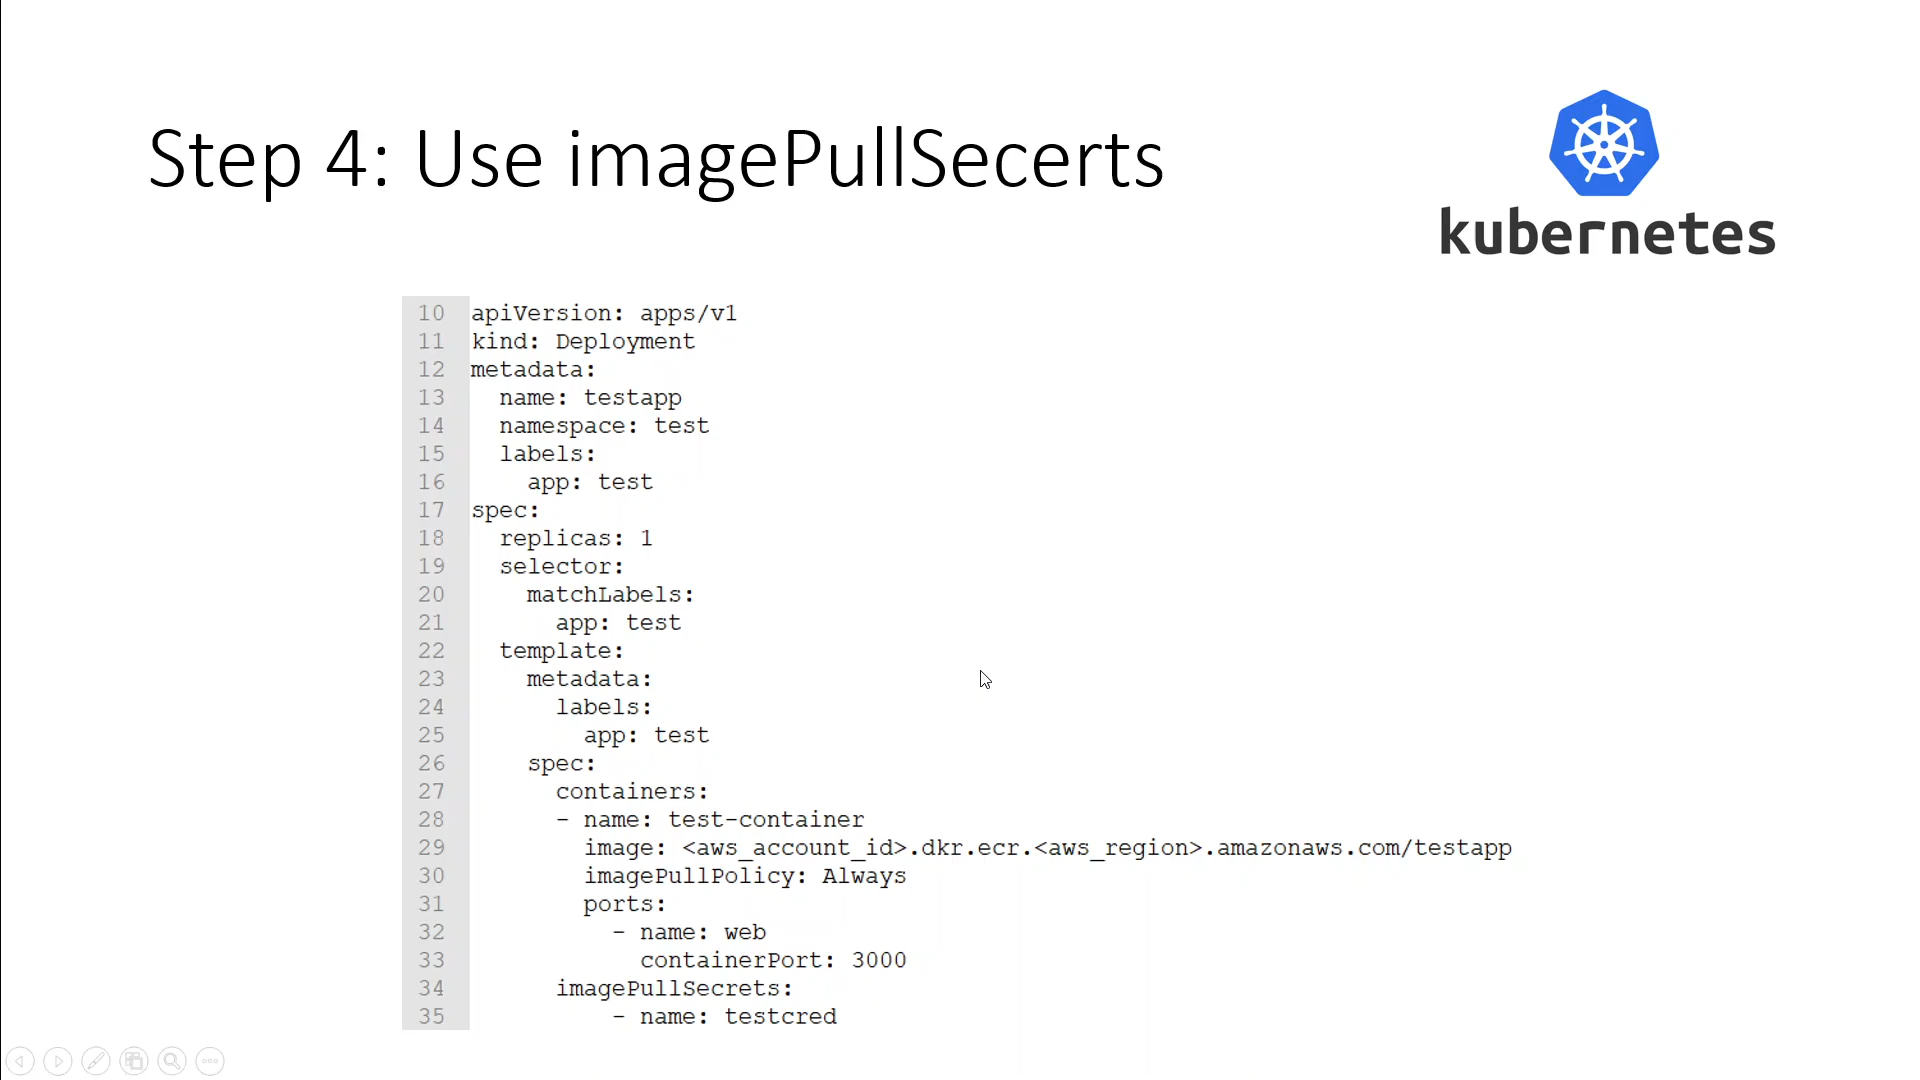 Step 4: Use imagePullSecerts
kubernetes
10 apiVersion: apps/v1
11 kind: Deployment
12 metadata:
13   name: testapp
14   namespace: test
15   labels:
16     app: test
17 spec:
18   replicas: 1
19   selector:
20     matchLabels:
21       app: test
22   template:
23     metadata:
24       labels:
25         app: test
26     spec:
27       containers:
28       - name: test-container
29         image: <aws_account_id>.dkr.ecr.<aws_region>.amazonaws.com/testapp
30         imagePullPolicy: Always
31         ports:
32           - name: web
33             containerPort: 3000
34       imagePullSecrets:
35           - name: testcred